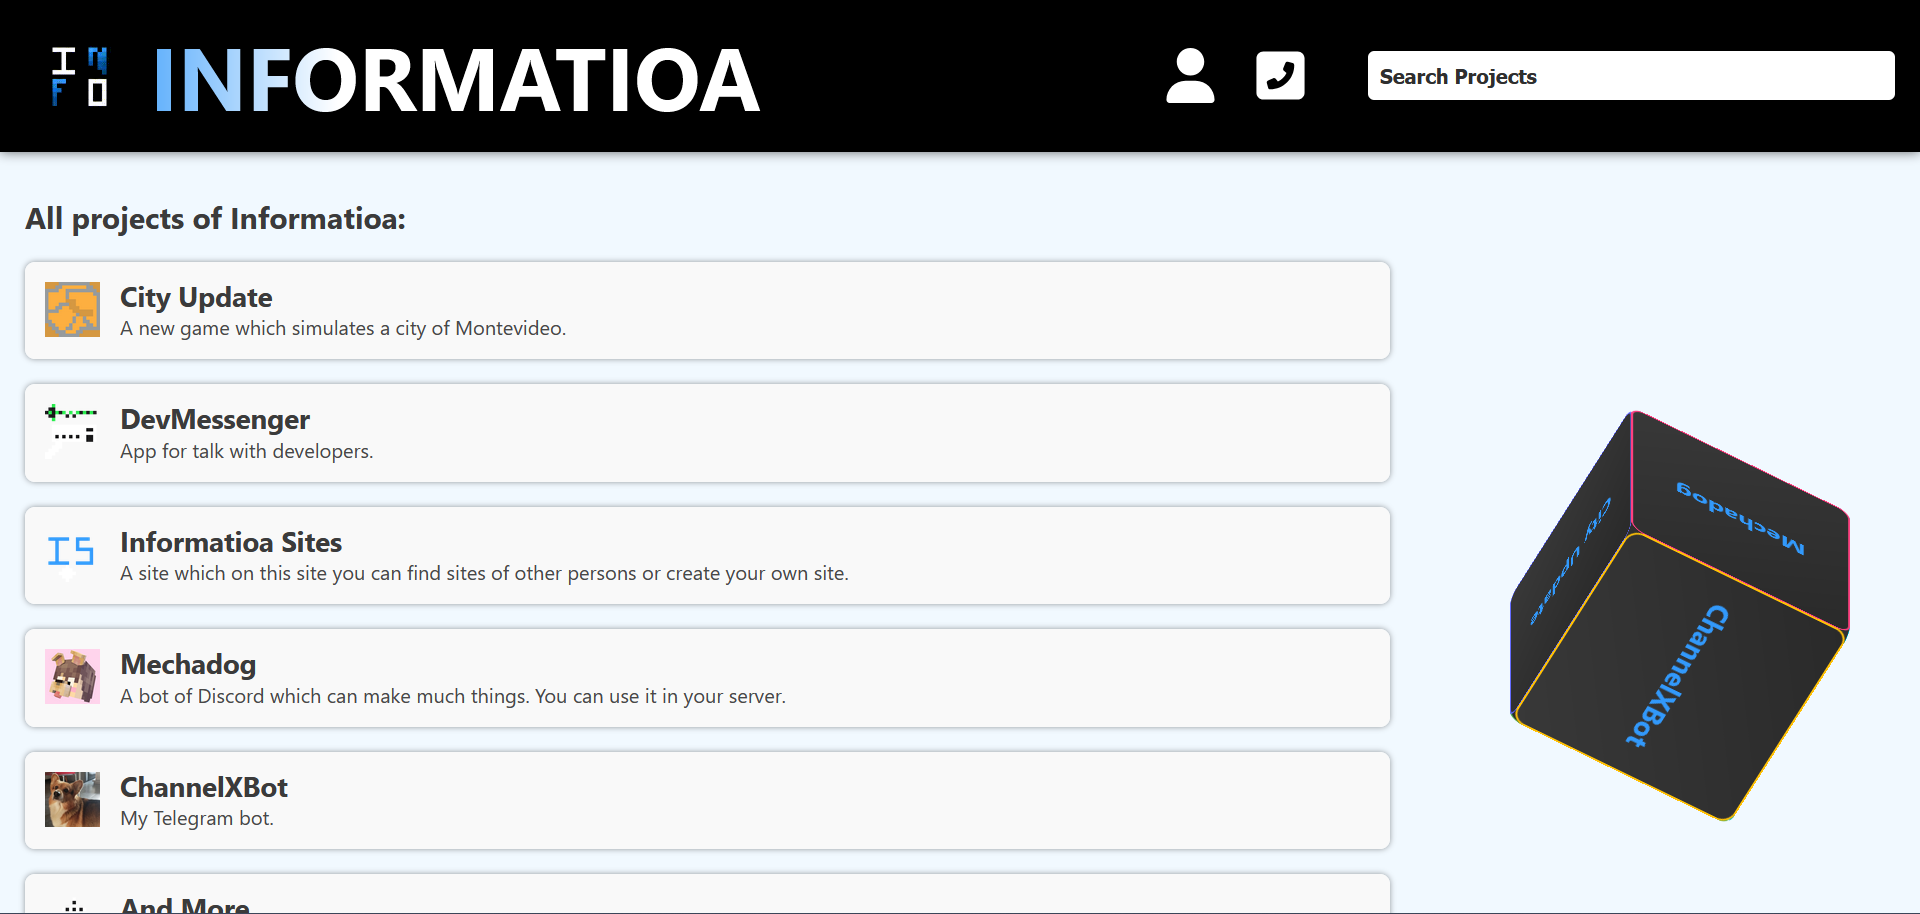 I N
F O
INFORMATIOA
Search Projects
All projects of Informatioa:
City Update
A new game which simulates a city of Montevideo.
DevMessenger
App for talk with developers.
IS
Informatioa Sites
A site which on this site you can find sites of other persons or create your own site.
Mechadog
A bot of Discord which can make much things. You can use it in your server.
ChannelXBot
My Telegram bot.
And More
City Update
Mechadog
ChannelXBot